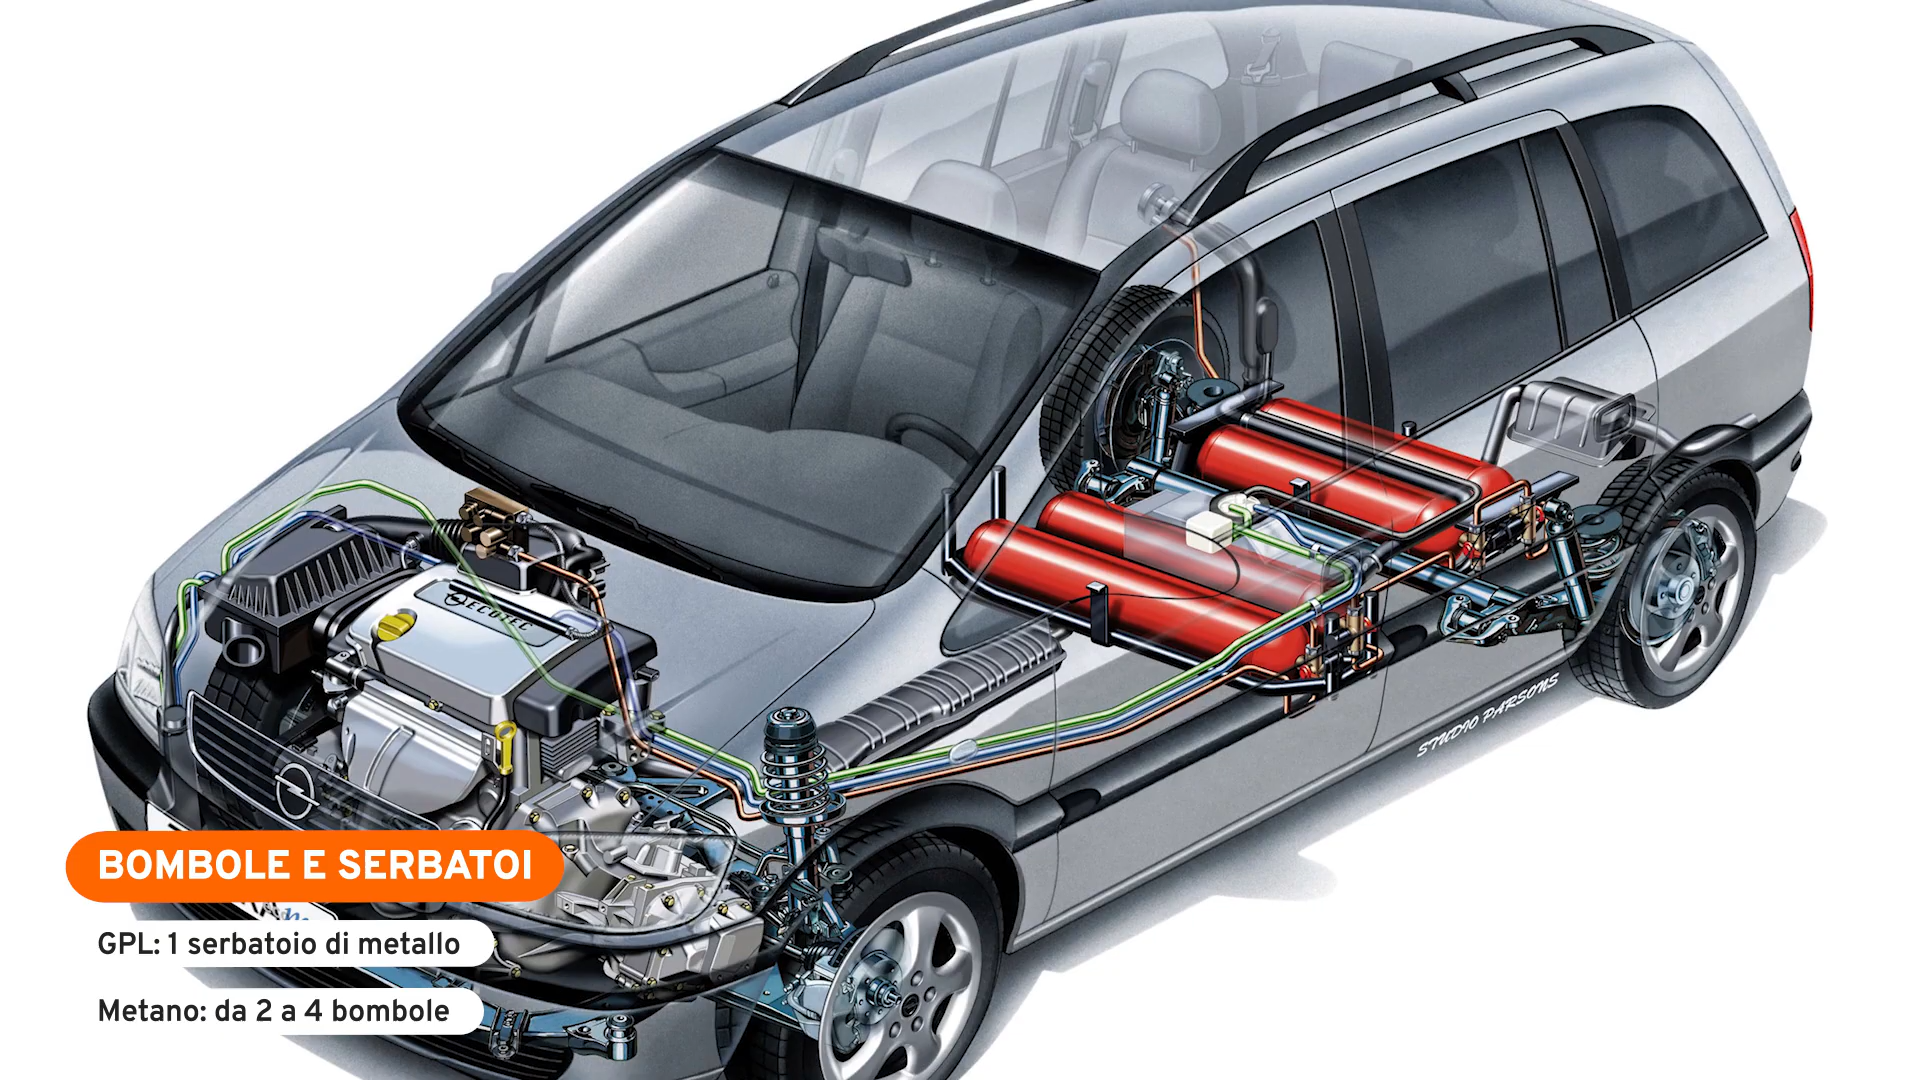 ECOTEC
STUDIO PARSONS
BOMBOLE E SERBATOI
GPL: 1 serbatoio di metallo
Metano: da 2 a 4 bombole